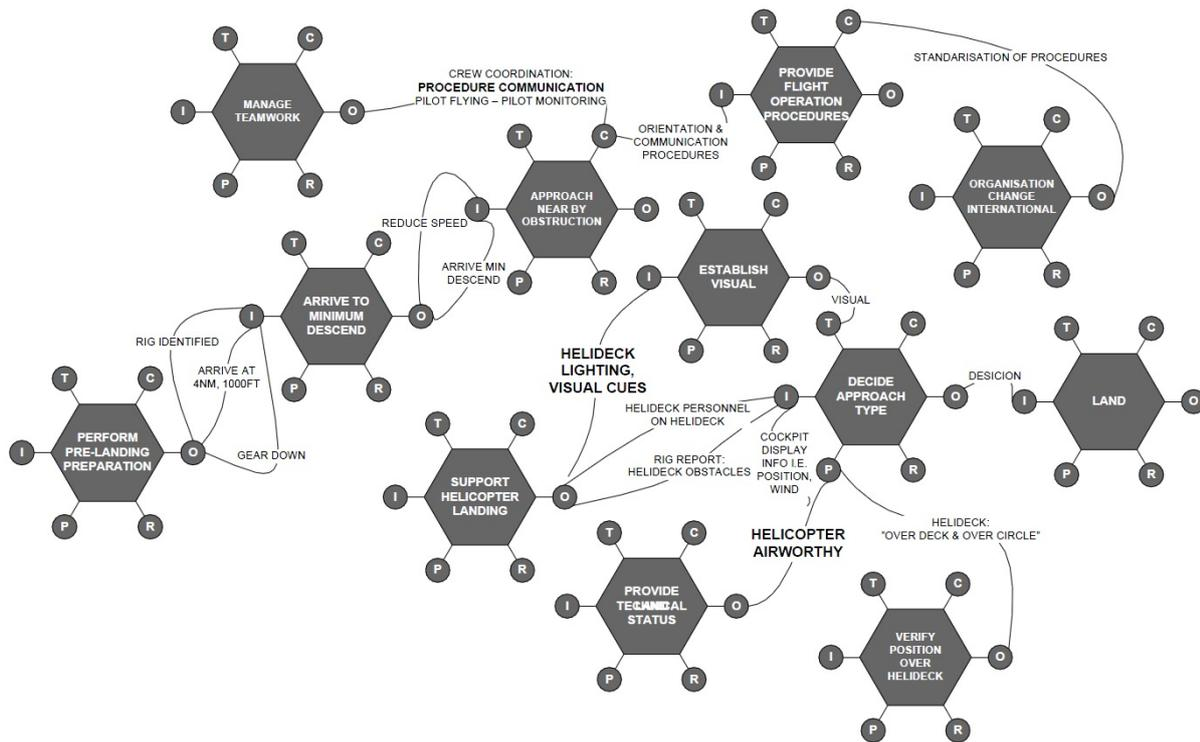 T
C
I
MANAGE
TEAMWORK
O
P
R
CREW COORDINATION:
PROCEDURE COMMUNICATION
PILOT FLYING – PILOT MONITORING
T
C
I
PROVIDE
FLIGHT
OPERATION
PROCEDURES
O
P
R
STANDARISATION OF PROCEDURES
ORIENTATION &
COMMUNICATION
PROCEDURES
T
C
I
ORGANISATION
CHANGE
INTERNATIONAL
O
P
R
T
C
I
APPROACH
NEAR BY
OBSTRUCTION
O
P
R
REDUCE SPEED
ARRIVE MIN
DESCEND
T
C
I
ESTABLISH
VISUAL
O
P
R
VISUAL
T
C
I
ARRIVE TO
MINIMUM
DESCEND
O
P
R
RIG IDENTIFIED
ARRIVE AT
4NM, 1000FT
GEAR DOWN
T
C
I
PERFORM
PRE-LANDING
PREPARATION
O
P
R
HELIDECK
LIGHTING,
VISUAL CUES
T
C
I
DECIDE
APPROACH
TYPE
O
P
R
DESICION
T
C
I
LAND
O
P
R
HELIDECK PERSONNEL
ON HELIDECK
RIG REPORT:
HELIDECK OBSTACLES
COCKPIT
DISPLAY
INFO I.E.
POSITION,
WIND
T
C
I
SUPPORT
HELICOPTER
LANDING
O
P
R
HELICOPTER
AIRWORTHY
HELIDECK:
"OVER DECK & OVER CIRCLE"
T
C
I
PROVIDE
STATUS
O
P
R
T
C
I
VERIFY
POSITION
OVER
HELIDECK
O
P
R